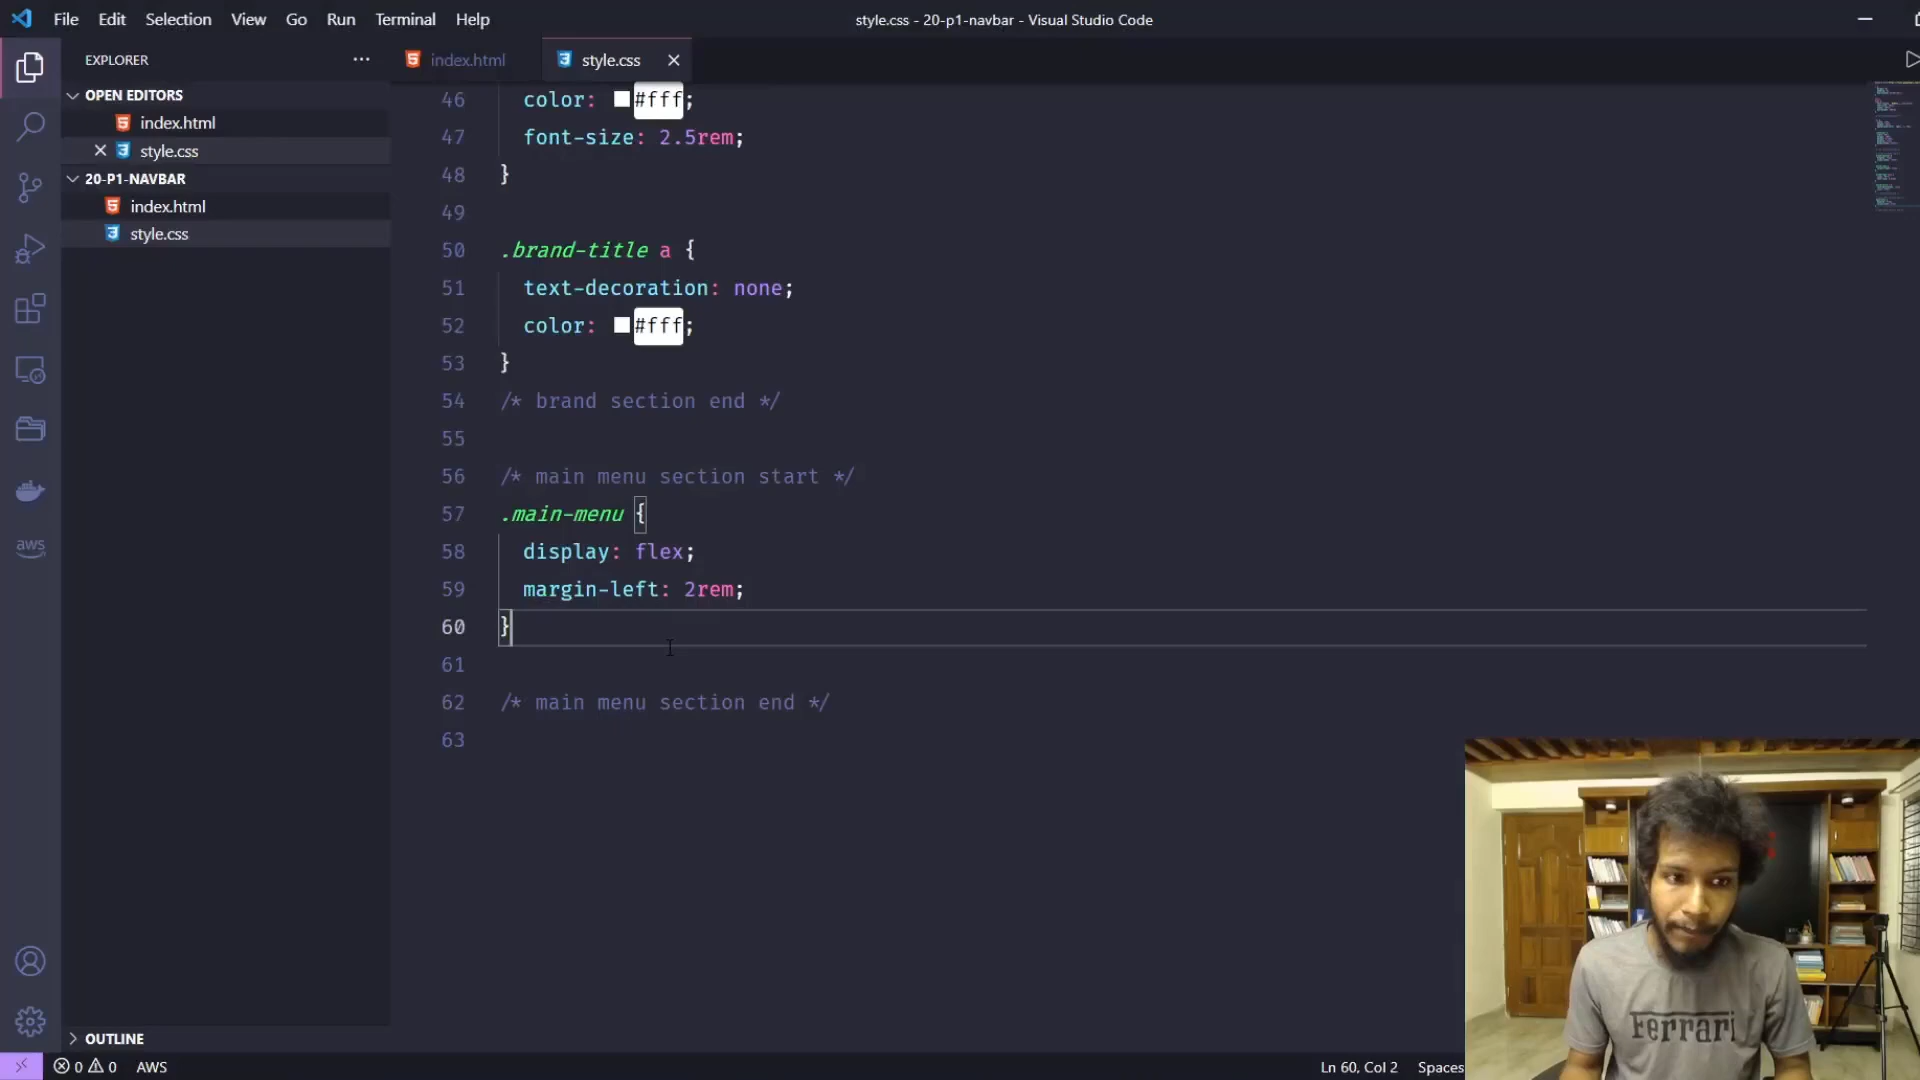 File Edit Selection View Go Run Terminal Help
style.css - 20-p1-navbar - Visual Studio Code
EXPLORER
OPEN EDITORS
index.html
style.css
20-P1-NAVBAR
index.html
style.css
OUTLINE
index.html
style.css
46 color: #fff;
47 font-size: 2.5rem;
48 }
49
50 .brand-title a {
51 text-decoration: none;
52 color: #fff;
53 }
54 /* brand section end */
55
56 /* main menu section start */
57 .main-menu {
58 display: flex;
59 margin-left: 2rem;
60 }
61
62 /* main menu section end */
63
aws
Ferrari
0 0 AWS
Ln 60, Col 2 Spaces